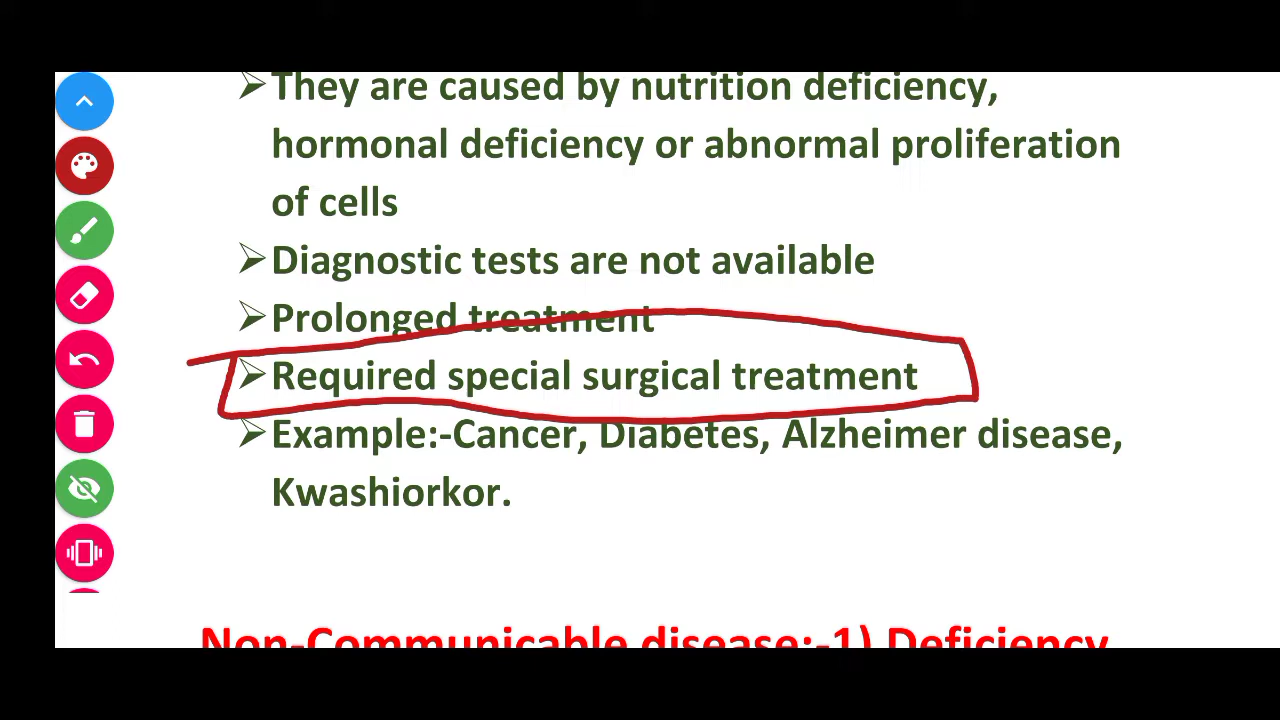 ➢They are caused by nutrition deficiency,
hormonal deficiency or abnormal proliferation
of cells
➢Diagnostic tests are not available
➢Prolonged treatment
➢Required special surgical treatment
➢Example:-Cancer, Diabetes, Alzheimer disease,
Kwashiorkor.
Non-Communicable disease:-1) Deficiency